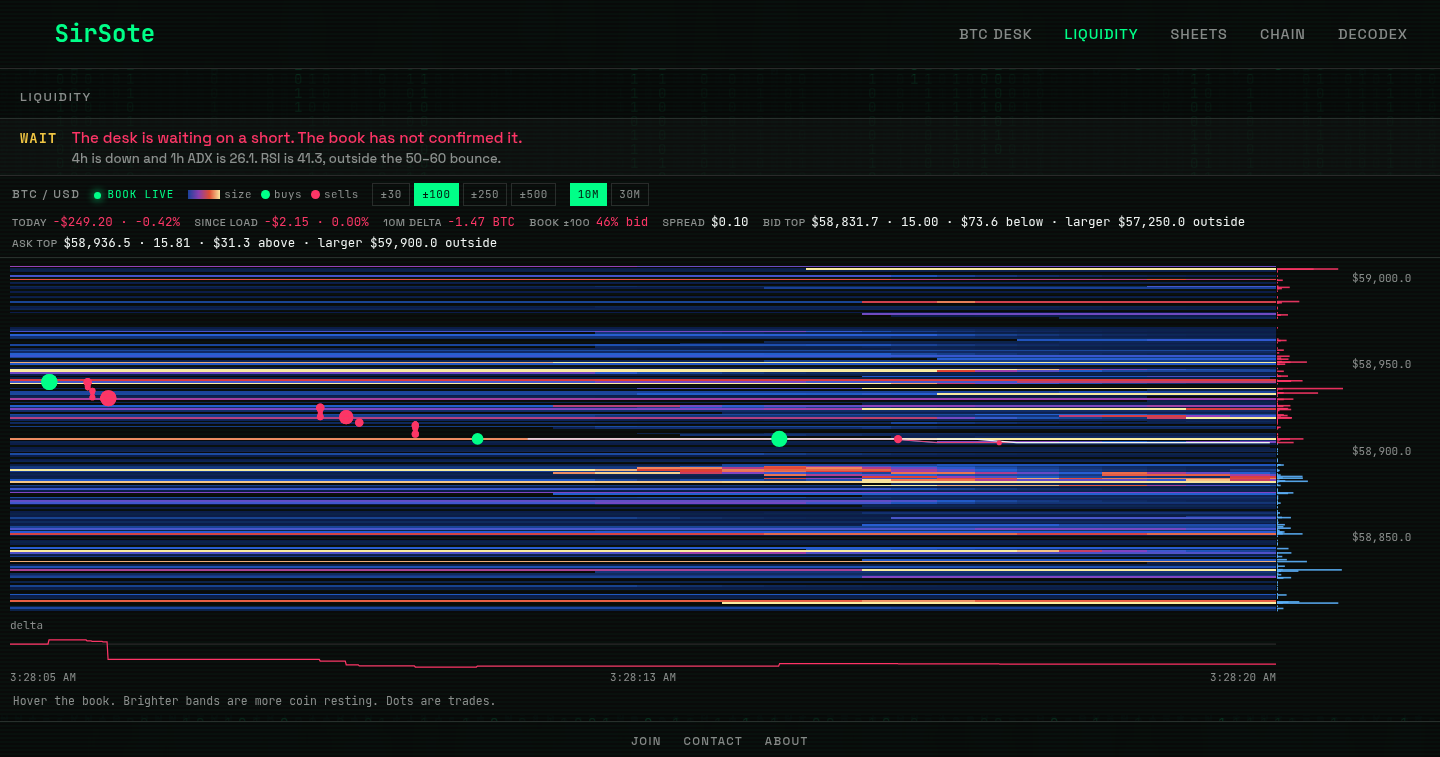 SirSote
BTC DESK LIQUIDITY SHEETS CHAIN DECODEX
LIQUIDITY
WAIT The desk is waiting on a short. The book has not confirmed it.
4h is down and 1h ADX is 26.1. RSI is 41.3, outside the 50–60 bounce.
BTC / USD BOOK LIVE size buys sells ±30 ±100 ±250 ±500 10M 30M
TODAY -$249.20 · -0.42% SINCE LOAD -$2.15 · 0.00% 10M DELTA -1.47 BTC BOOK ±100 46% bid SPREAD $0.10 BID TOP $58,831.7 · 15.00 · $73.6 below · larger $57,250.0 outside
ASK TOP $58,936.5 · 15.81 · $31.3 above · larger $59,900.0 outside
$59,000.0
$58,950.0
$58,900.0
$58,850.0
delta
3:28:05 AM 3:28:13 AM 3:28:20 AM
Hover the book. Brighter bands are more coin resting. Dots are trades.
JOIN CONTACT ABOUT